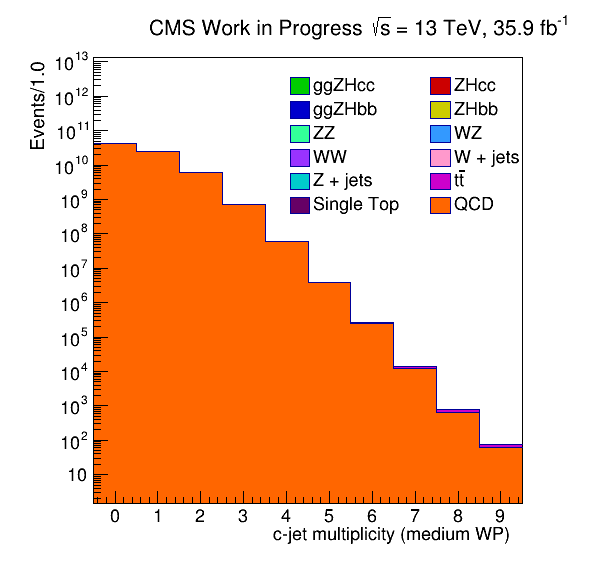 CMS Work in Progress √s = 13 TeV, 35.9 fb⁻¹
Events/1.0
10¹³
10¹²
10¹¹
10¹⁰
10⁹
10⁸
10⁷
10⁶
10⁵
10⁴
10³
10²
10
ggZHcc ZHcc
ggZHbb ZHbb
ZZ WZ
WW W + jets
Z + jets tt̄
Single Top QCD
0 1 2 3 4 5 6 7 8 9
c-jet multiplicity (medium WP)